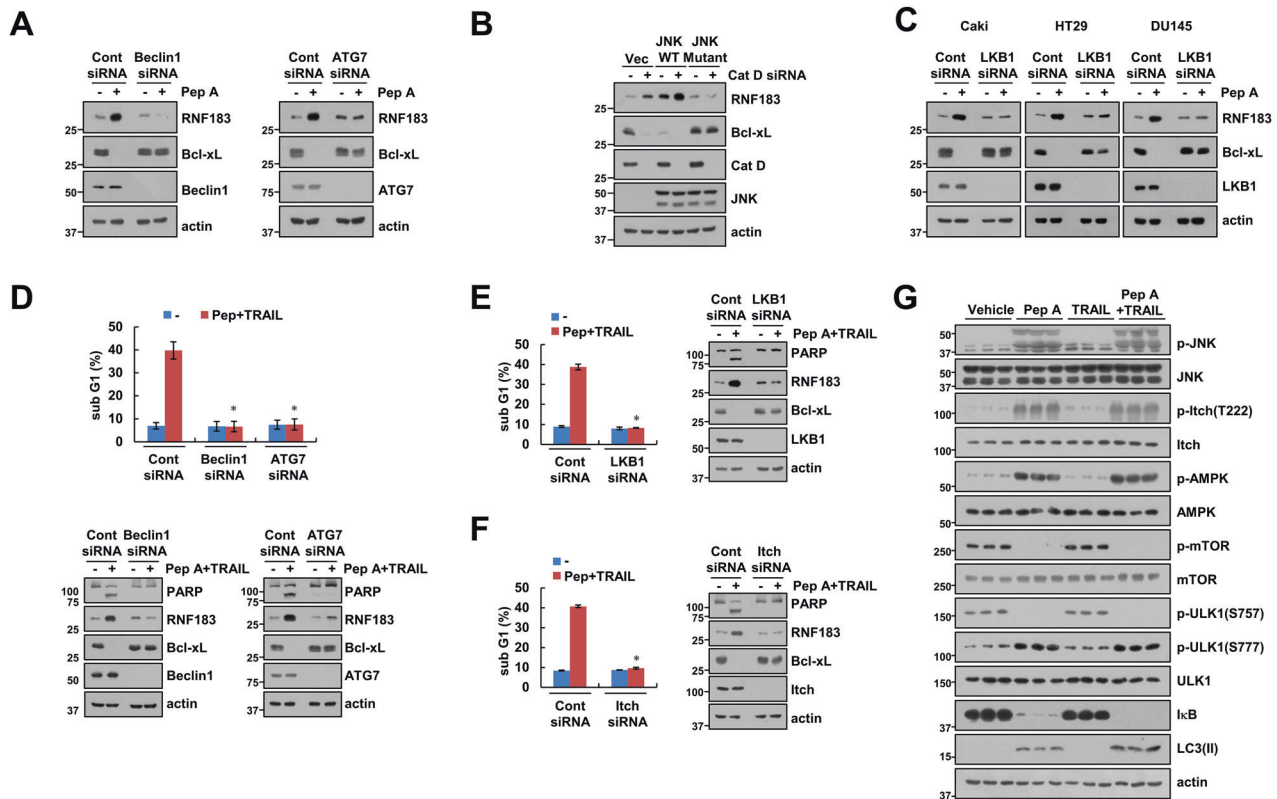 A
Cont Beclin1
siRNA siRNA
- + - + Pep A
RNF183
25
Bcl-xL
25
Beclin1
50
actin
37
Cont ATG7
siRNA siRNA
- + - + Pep A
RNF183
25
Bcl-xL
25
ATG7
75
actin
37
B
JNK JNK
Vec WT Mutant
- + - + - + Cat D siRNA
RNF183
25
Bcl-xL
25
Cat D
50
JNK
37
actin
37
C
Caki HT29 DU145
Cont LKB1 Cont LKB1 Cont LKB1
siRNA siRNA siRNA siRNA siRNA siRNA
- + - + - + - + - + - + Pep A
RNF183
25
Bcl-xL
25
LKB1
50
actin
37
D
- Pep+TRAIL
sub G1 (%)
50
40
30
20
10
0
* *
Cont Beclin1 ATG7
siRNA siRNA siRNA
Cont Beclin1
siRNA siRNA
- + - + Pep A+TRAIL
100 PARP
75
RNF183
25
Bcl-xL
25
Beclin1
50
actin
37
Cont ATG7
siRNA siRNA
- + - + Pep A+TRAIL
100 PARP
75
RNF183
25
Bcl-xL
25
ATG7
75
actin
37
E
-
Pep+TRAIL
sub G1 (%)
50
40
30
20
10
0
*
Cont LKB1
siRNA siRNA
Cont LKB1
siRNA siRNA
- + - + Pep A+TRAIL
PARP
100
75
RNF183
25
Bcl-xL
25
LKB1
50
actin
37
F
-
Pep+TRAIL
sub G1 (%)
50
40
30
20
10
0
*
Cont Itch
siRNA siRNA
Cont Itch
siRNA siRNA
- + - + Pep A+TRAIL
PARP
100
75
RNF183
25
Bcl-xL
25
Itch
100
actin
37
G
Pep A
Vehicle Pep A TRAIL +TRAIL
p-JNK
37
50 JNK
37
p-Itch(T222)
100
Itch
100
p-AMPK
50
AMPK
50
p-mTOR
250
mTOR
250
p-ULK1(S757)
150
p-ULK1(S777)
100
ULK1
150
IκB
37
LC3(II)
15
actin
37